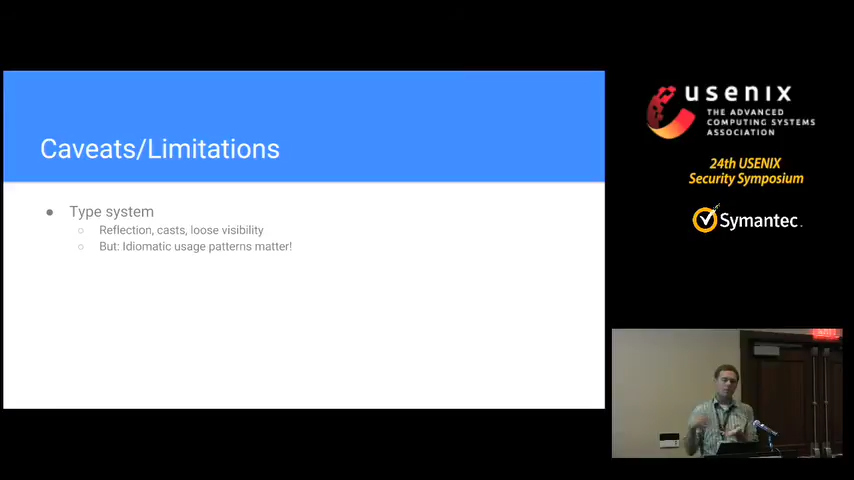 Caveats/Limitations
● Type system
○ Reflection, casts, loose visibility
○ But: Idiomatic usage patterns matter!
usenix
THE ADVANCED
COMPUTING SYSTEMS
ASSOCIATION
24th USENIX
Security Symposium
Symantec.